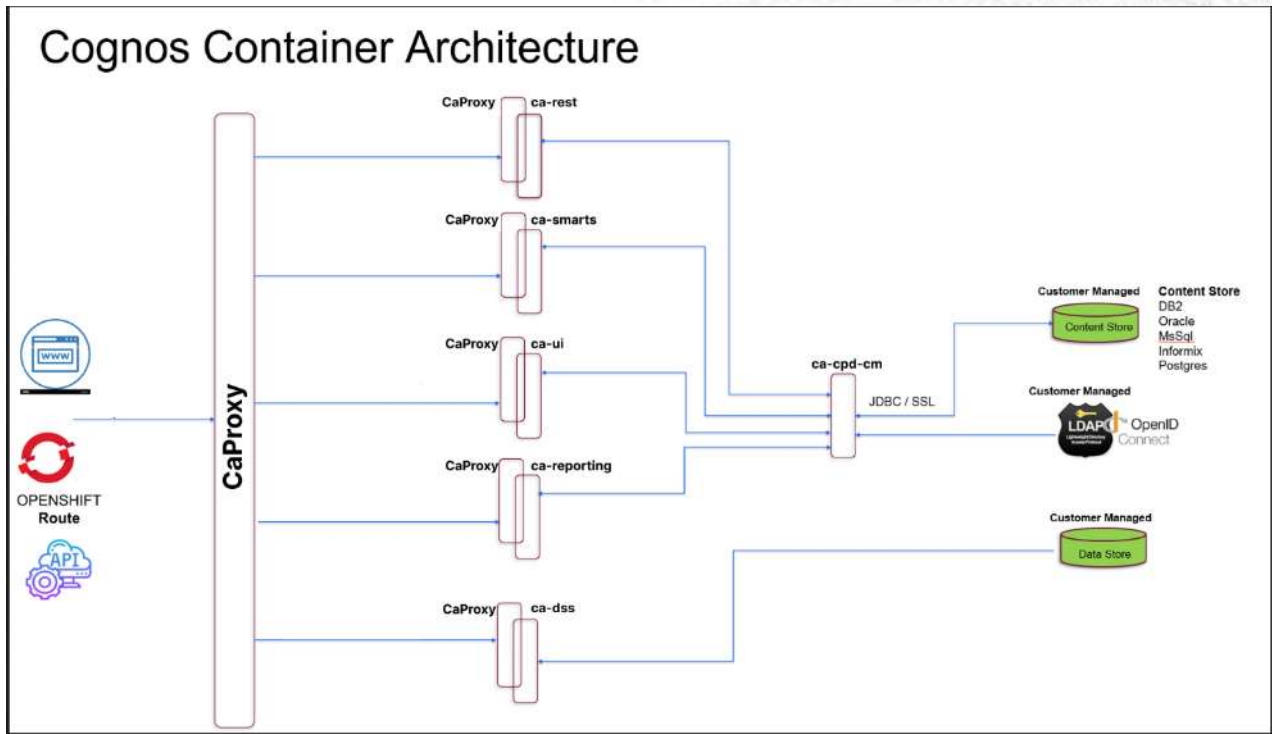 Cognos Container Architecture
CaProxy ca-rest
CaProxy ca-smarts
CaProxy ca-ui
CaProxy ca-reporting
CaProxy ca-dss
WWW
OPENSHIFT
Route
API
CaProxy
ca-cpd-cm
JDBC / SSL
Customer Managed
Content Store
Content Store
DB2
Oracle
MsSql
Informix
Postgres
Customer Managed
LDAP
OpenID
Connect
Customer Managed
Data Store